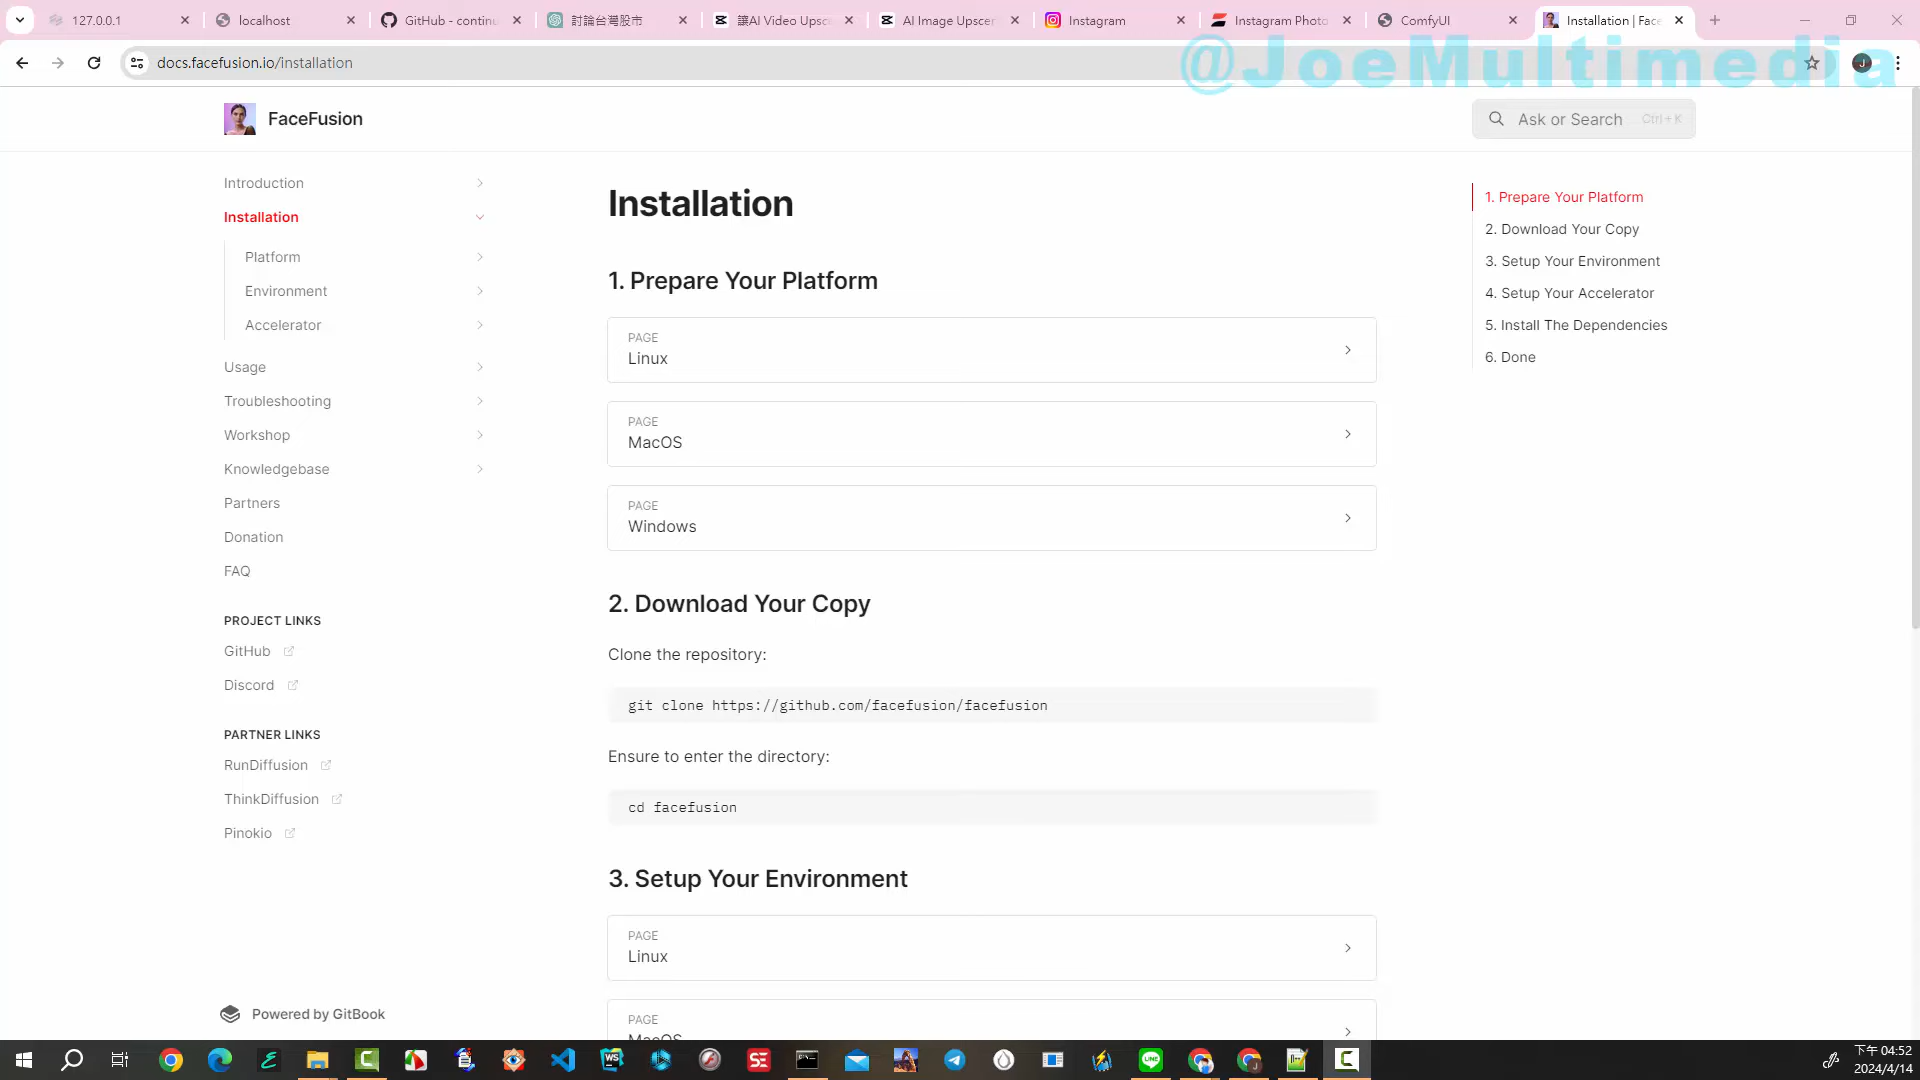 127.0.0.1
localhost
GitHub - continu
討論台灣股市
讓AI Video Upsc
AI Image Upscer
Instagram
Instagram Photo
ComfyUI
Installation | Face
docs.facefusion.io/installation
@JoeMultimedia
FaceFusion
Ask or Search
Ctrl + K
Introduction
Installation
Platform
Environment
Accelerator
Usage
Troubleshooting
Workshop
Knowledgebase
Partners
Donation
FAQ
PROJECT LINKS
GitHub
Discord
PARTNER LINKS
RunDiffusion
ThinkDiffusion
Pinokio
Powered by GitBook
Installation
1. Prepare Your Platform
PAGE
Linux
PAGE
MacOS
PAGE
Windows
2. Download Your Copy
Clone the repository:
git clone https://github.com/facefusion/facefusion
Ensure to enter the directory:
cd facefusion
3. Setup Your Environment
PAGE
Linux
PAGE
MacOS
1. Prepare Your Platform
2. Download Your Copy
3. Setup Your Environment
4. Setup Your Accelerator
5. Install The Dependencies
6. Done
下午 04:52
2024/4/14